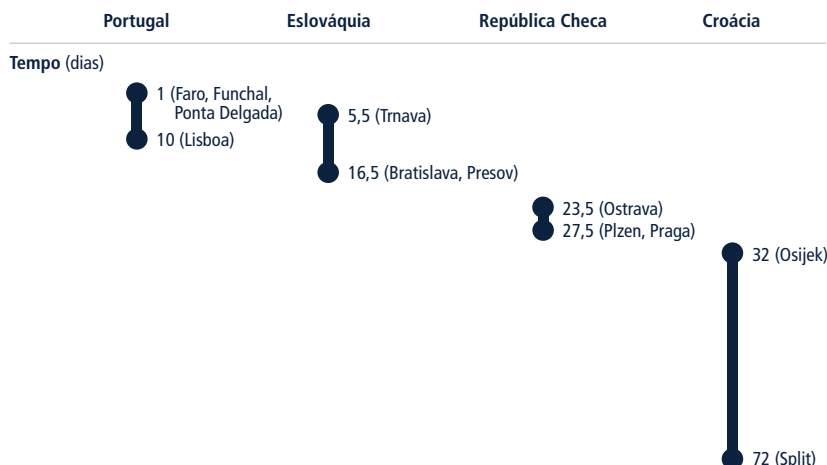 Portugal
Eslováquia
República Checa
Croácia
Tempo (dias)
1 (Faro, Funchal,
Ponta Delgada)
10 (Lisboa)
5,5 (Trnava)
16,5 (Bratislava, Presov)
23,5 (Ostrava)
27,5 (Plzen, Praga)
32 (Osijek)
72 (Split)